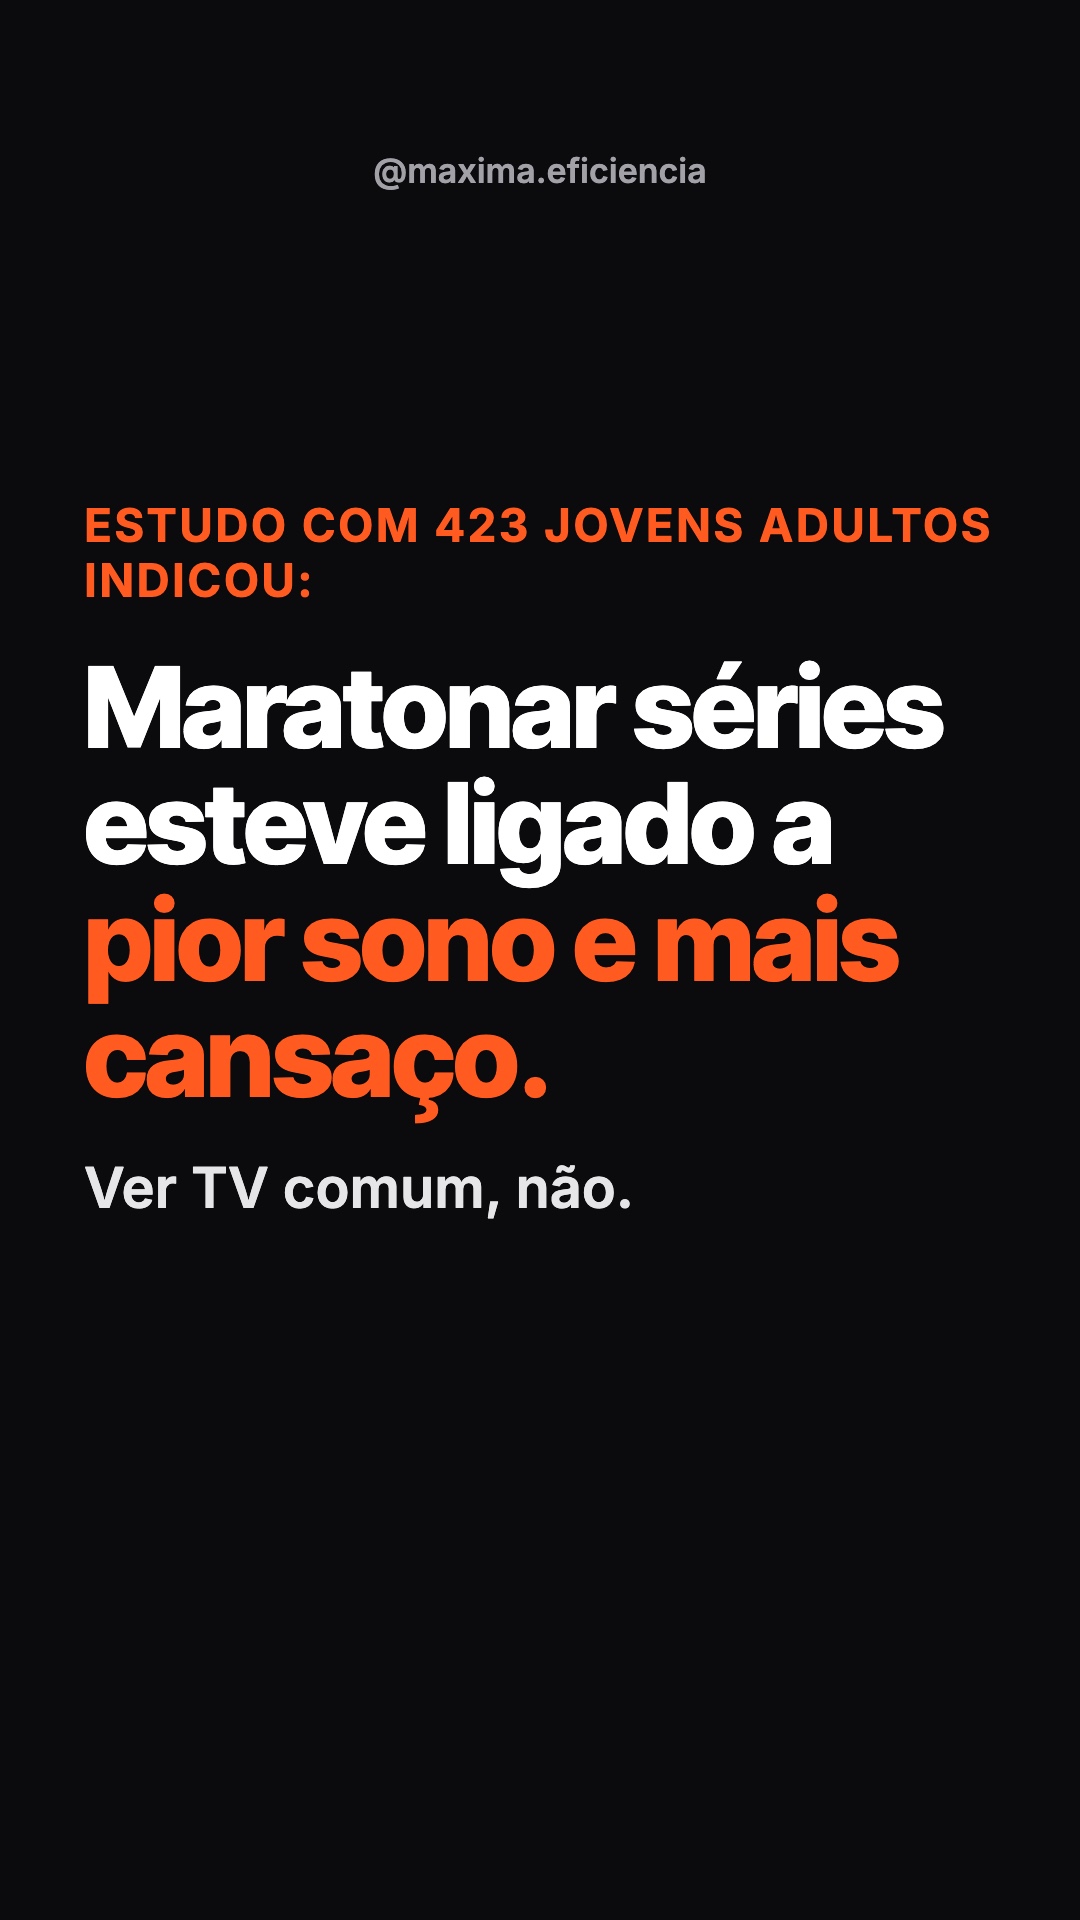 @maxima.eficiencia
ESTUDO COM 423 JOVENS ADULTOS
INDICOU:
Maratonar séries
esteve ligado a
pior sono e mais
cansaço.
Ver TV comum, não.